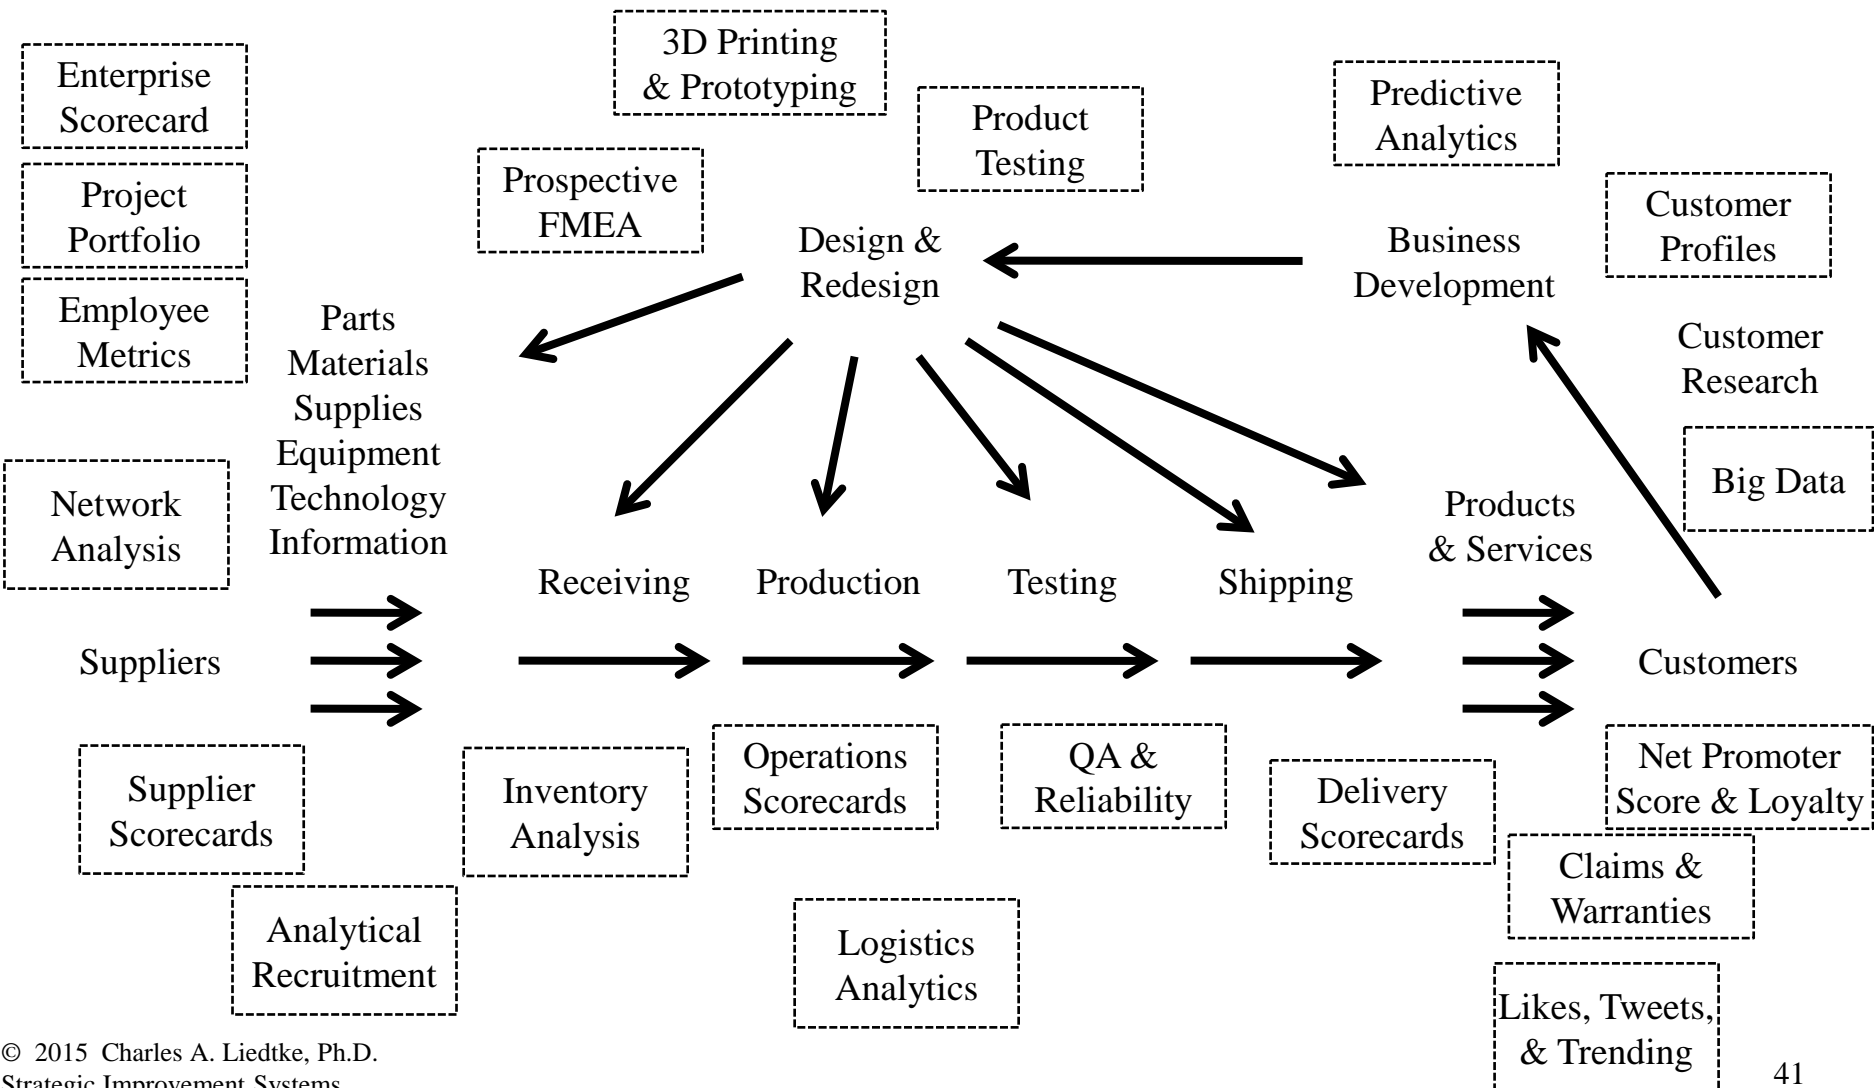 Enterprise
Scorecard
Project
Portfolio
Employee
Metrics
3D Printing
& Prototyping
Product
Testing
Prospective
FMEA
Design &
Redesign
Predictive
Analytics
Business
Development
Customer
Profiles
Customer
Research
Big Data
Parts
Materials
Supplies
Equipment
Technology
Information
Network
Analysis
Products
& Services
Receiving
Production
Testing
Shipping
Suppliers
Customers
Supplier
Scorecards
Analytical
Recruitment
Inventory
Analysis
Operations
Scorecards
QA &
Reliability
Logistics
Analytics
Delivery
Scorecards
Net Promoter
Score & Loyalty
Claims &
Warranties
Likes, Tweets,
& Trending
© 2015 Charles A. Liedtke, Ph.D.
Strategic Improvement Systems
41